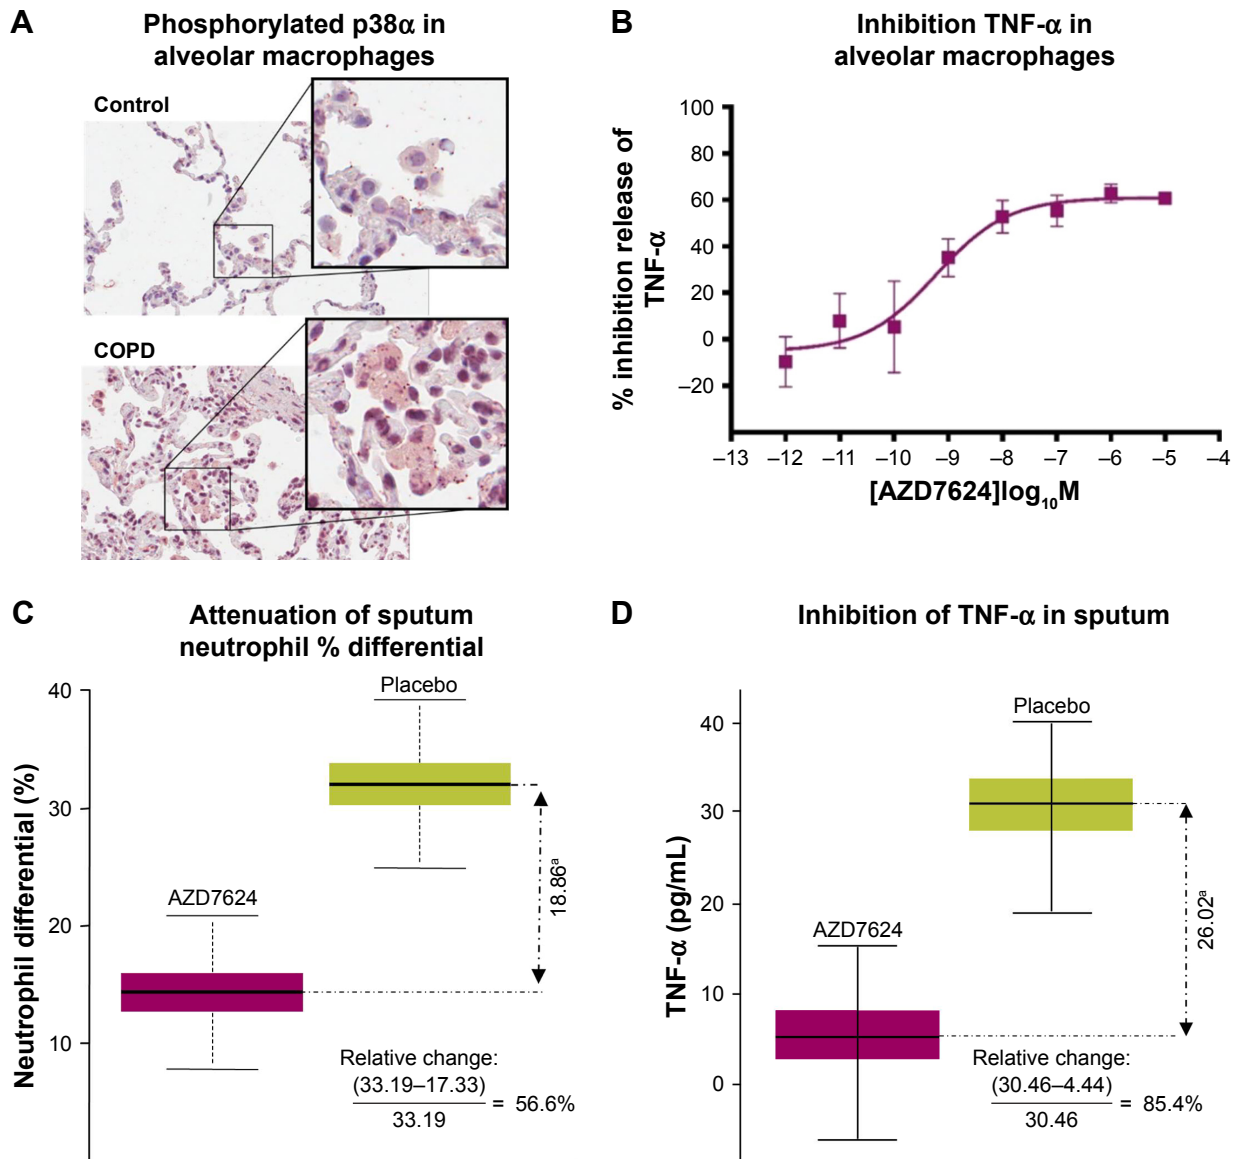 A
Phosphorylated p38α in
alveolar macrophages
Control
COPD
B
Inhibition TNF-α in
alveolar macrophages
% inhibition release of
TNF-α
100
80
60
40
20
0
–20
–13
–12
–11
–10
–9
–8
–7
–6
–5
–4
[AZD7624]log10M
C
Attenuation of sputum
neutrophil % differential
Neutrophil differential (%)
40
30
20
10
Placebo
AZD7624
18.86a
Relative change:
(33.19–17.33)
33.19
= 56.6%
D
Inhibition of TNF-α in sputum
TNF-α (pg/mL)
40
30
20
10
0
Placebo
AZD7624
26.02a
Relative change:
(30.46–4.44)
30.46
= 85.4%